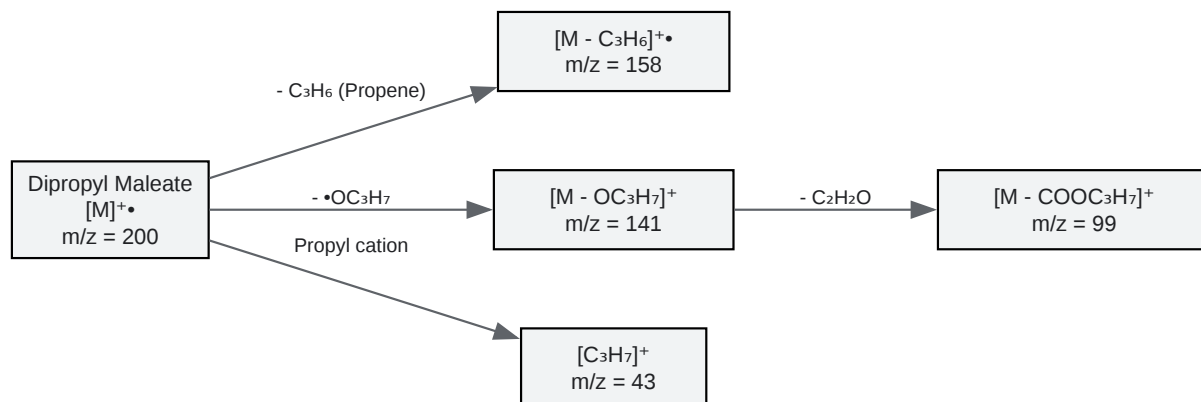 [M - C₃H₆]⁺•
m/z = 158
- C₃H₆ (Propene)
Dipropyl Maleate
[M]⁺•
m/z = 200
- •OC₃H₇
[M - OC₃H₇]⁺
m/z = 141
- C₂H₂O
[M - COOC₃H₇]⁺
m/z = 99
Propyl cation
[C₃H₇]⁺
m/z = 43